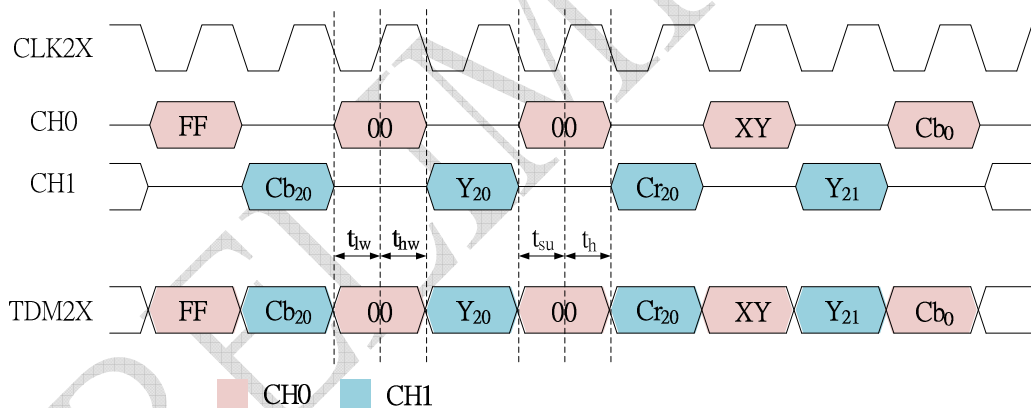 CLK2X
CH0 FF 00 00 XY Cb0
CH1 Cb20 Y20 Cr20 Y21
tlw thw tsu th
TDM2X FF Cb20 00 Y20 00 Cr20 XY Y21 Cb0
CH0 CH1